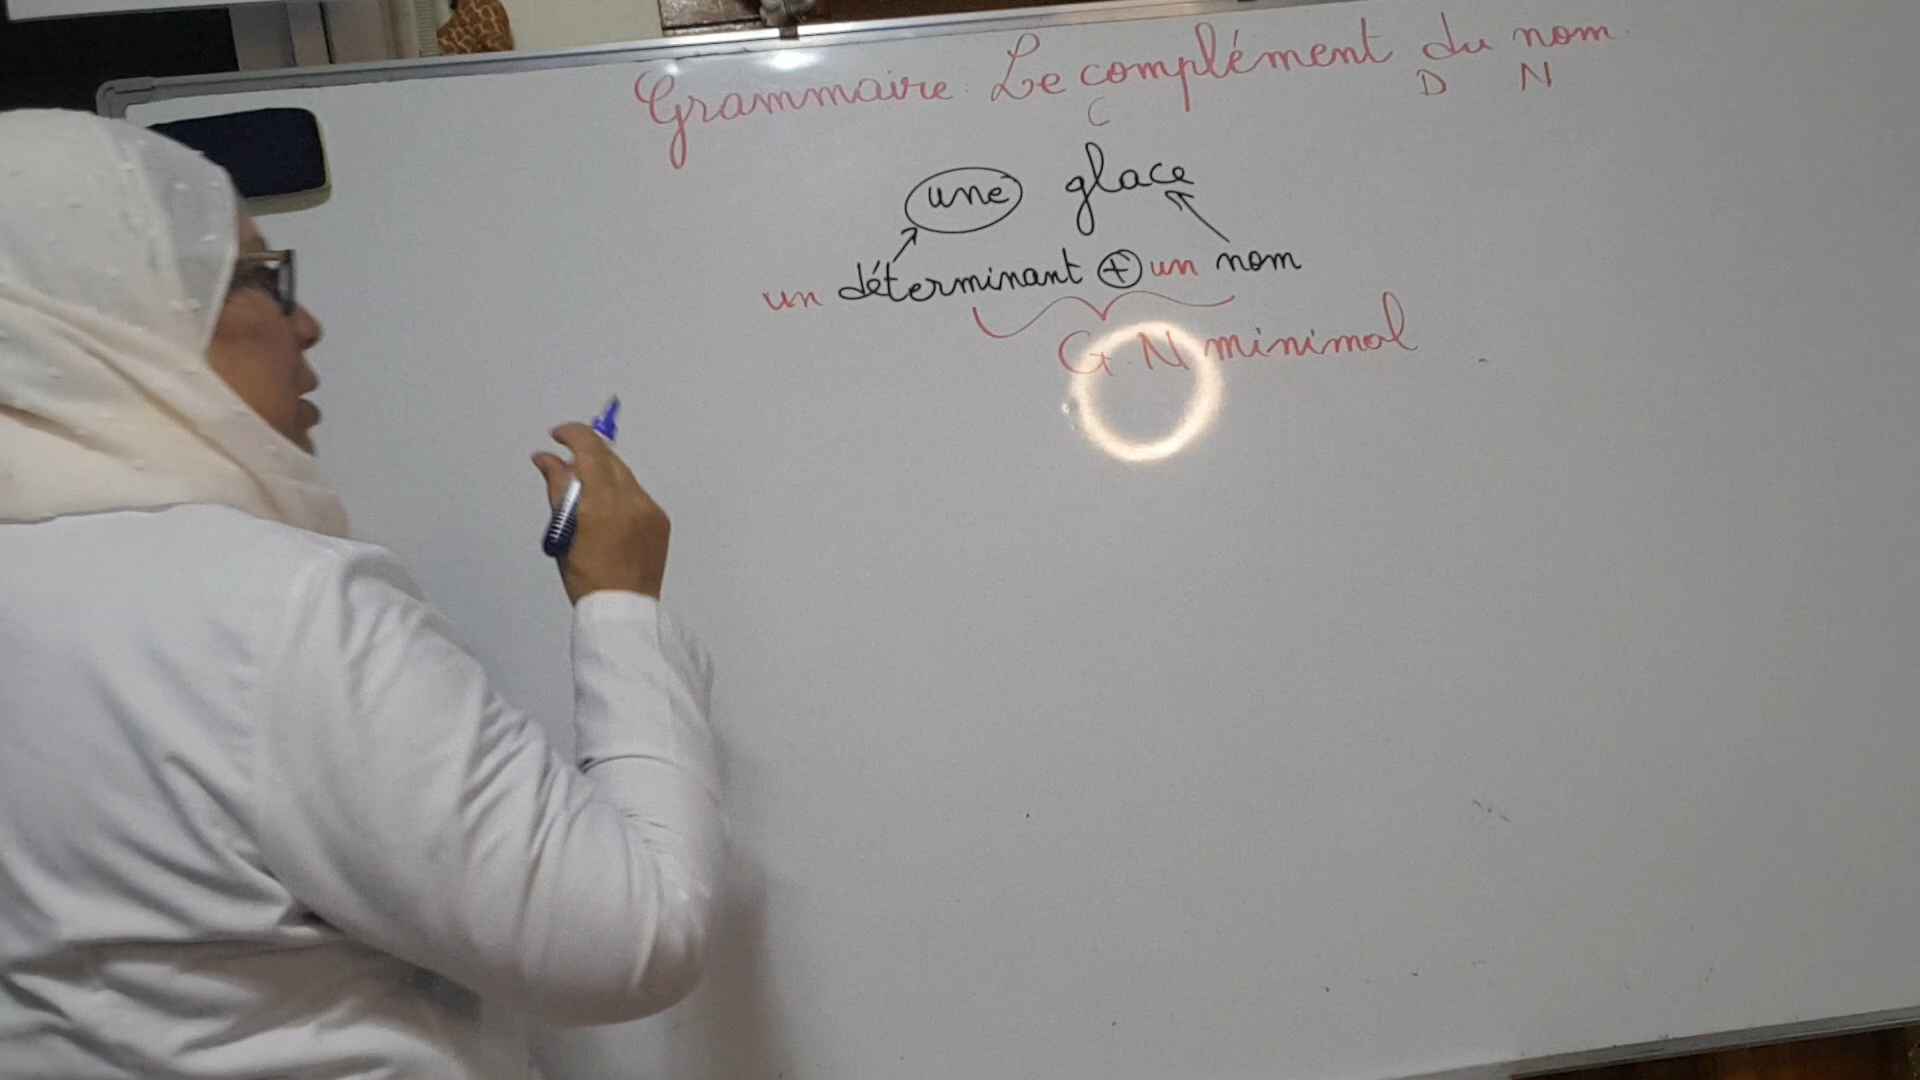 Grammaire: Le complément du nom.
C D N
une glace
un déterminant + un nom
G.N minimal